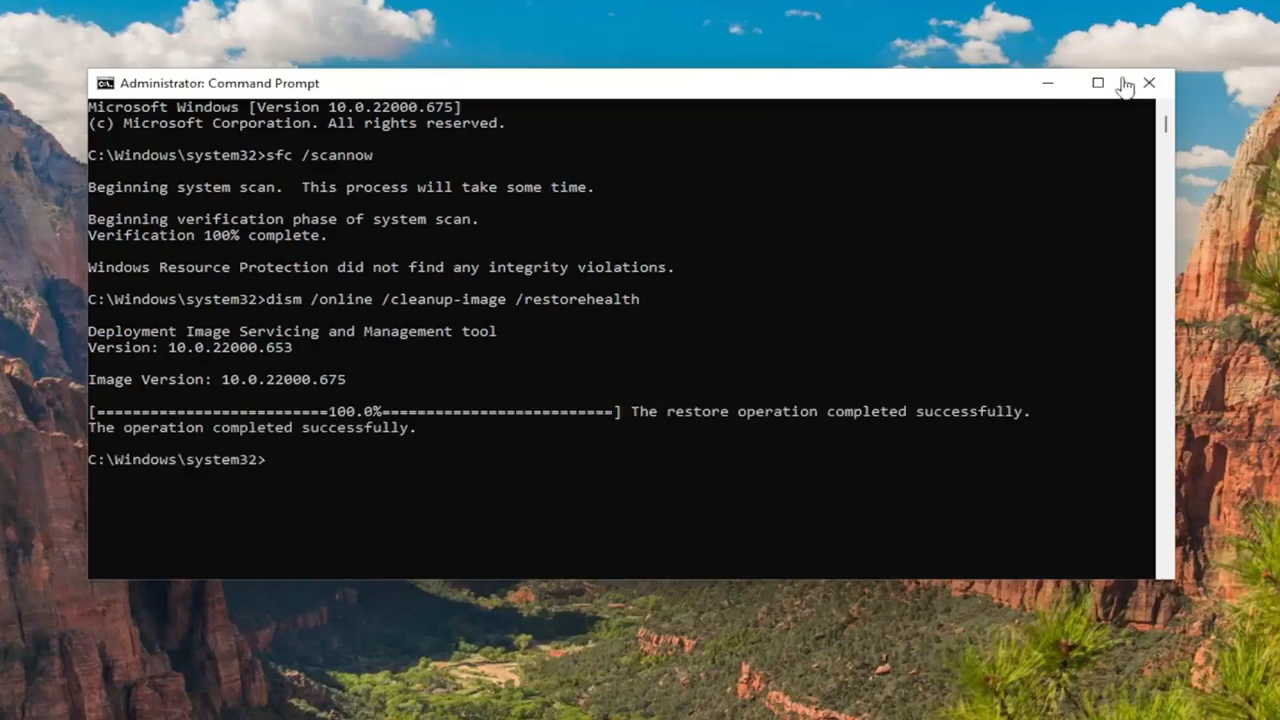 Administrator: Command Prompt
Microsoft Windows [Version 10.0.22000.675]
(c) Microsoft Corporation. All rights reserved.
C:\Windows\system32>sfc /scannow
Beginning system scan.  This process will take some time.
Beginning verification phase of system scan.
Verification 100% complete.
Windows Resource Protection did not find any integrity violations.
C:\Windows\system32>dism /online /cleanup-image /restorehealth
Deployment Image Servicing and Management tool
Version: 10.0.22000.653
Image Version: 10.0.22000.675
[==========================100.0%==========================] The restore operation completed successfully.
The operation completed successfully.
C:\Windows\system32>